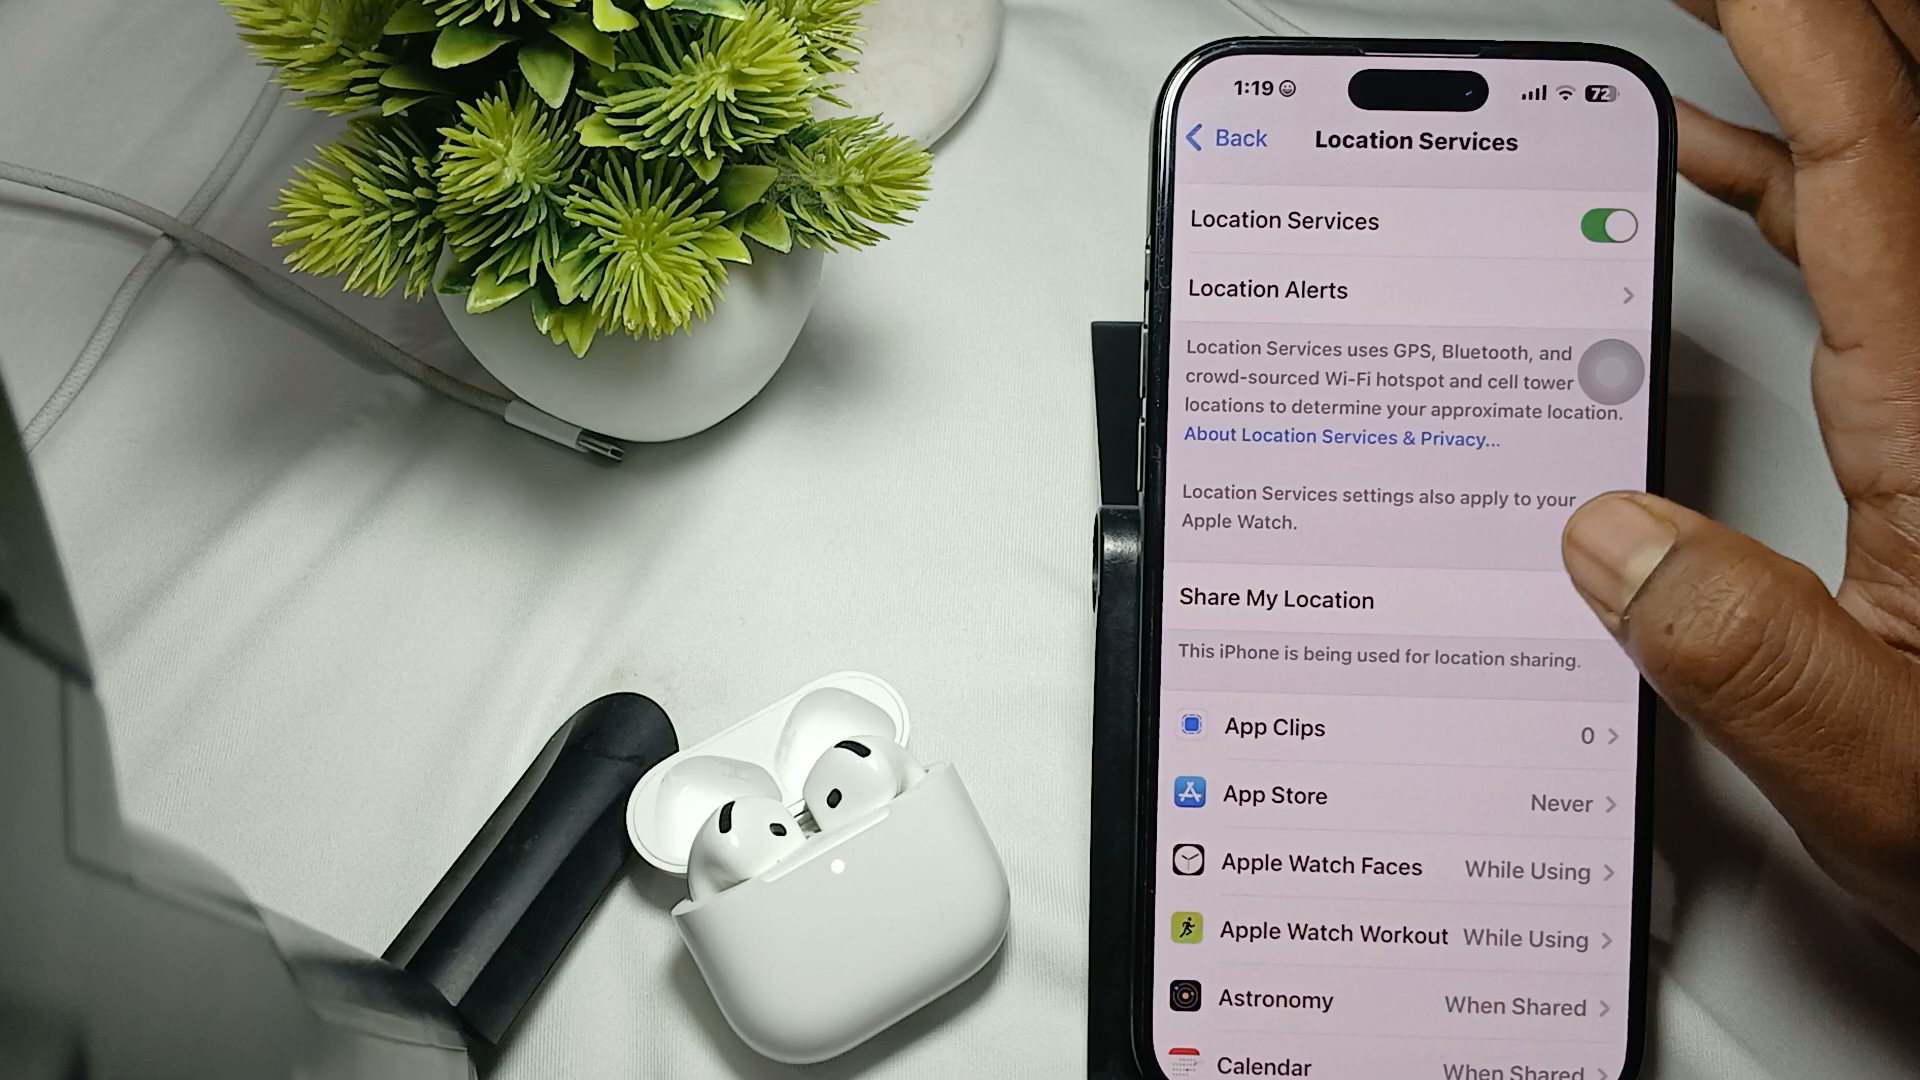 1:19
72
Back
Location Services
Location Services
Location Alerts
Location Services uses GPS, Bluetooth, and
crowd-sourced Wi-Fi hotspot and cell tower
locations to determine your approximate location.
About Location Services & Privacy...
Location Services settings also apply to your
Apple Watch.
Share My Location
This iPhone is being used for location sharing.
App Clips 0
App Store Never
Apple Watch Faces While Using
Apple Watch Workout While Using
Astronomy When Shared
Calendar When Shared